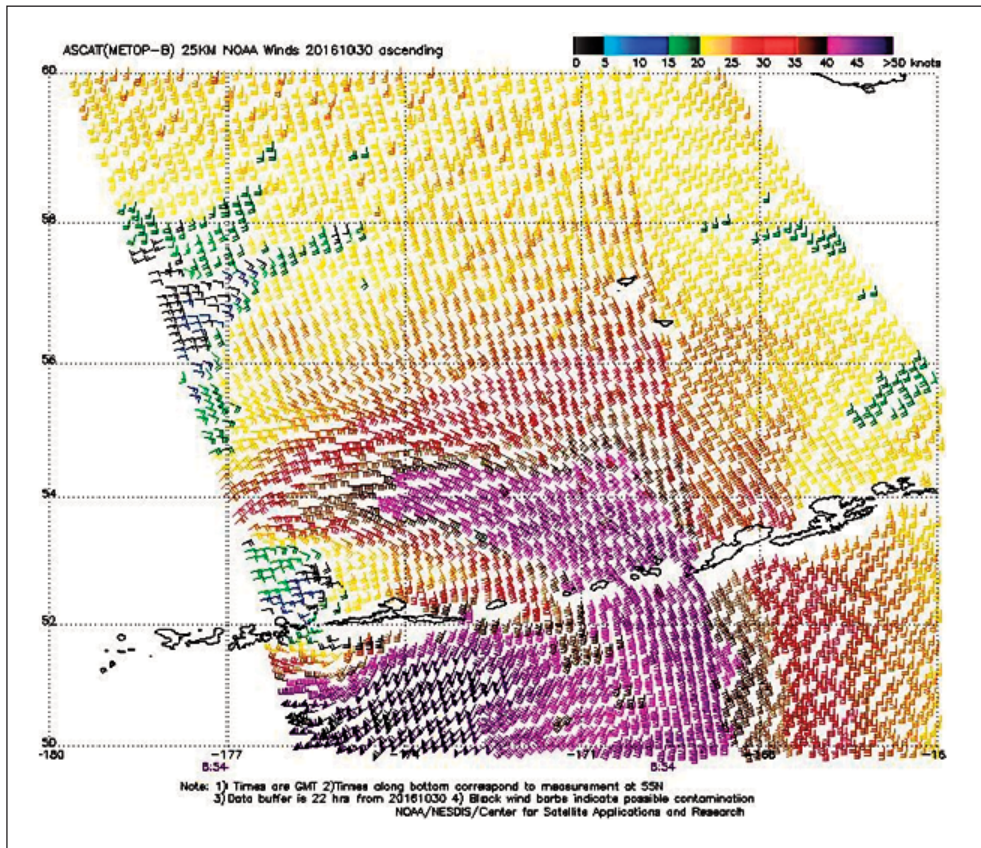 ASCAT(METOP-B) 25KM NOAA Winds 20161030 ascending
0 5 10 15 20 25 30 35 40 45 >50 knots
60
58
56
54
52
50
-180 -177 -174 -171 -168 -16
8:54 8:54
Note: 1) Times are GMT 2)Times along bottom correspond to measurement at 55N
3)Data buffer is 22 hrs from 20161030 4) Black wind barbs indicate possible contamination
NOAA/NESDIS/Center for Satellite Applications and Research